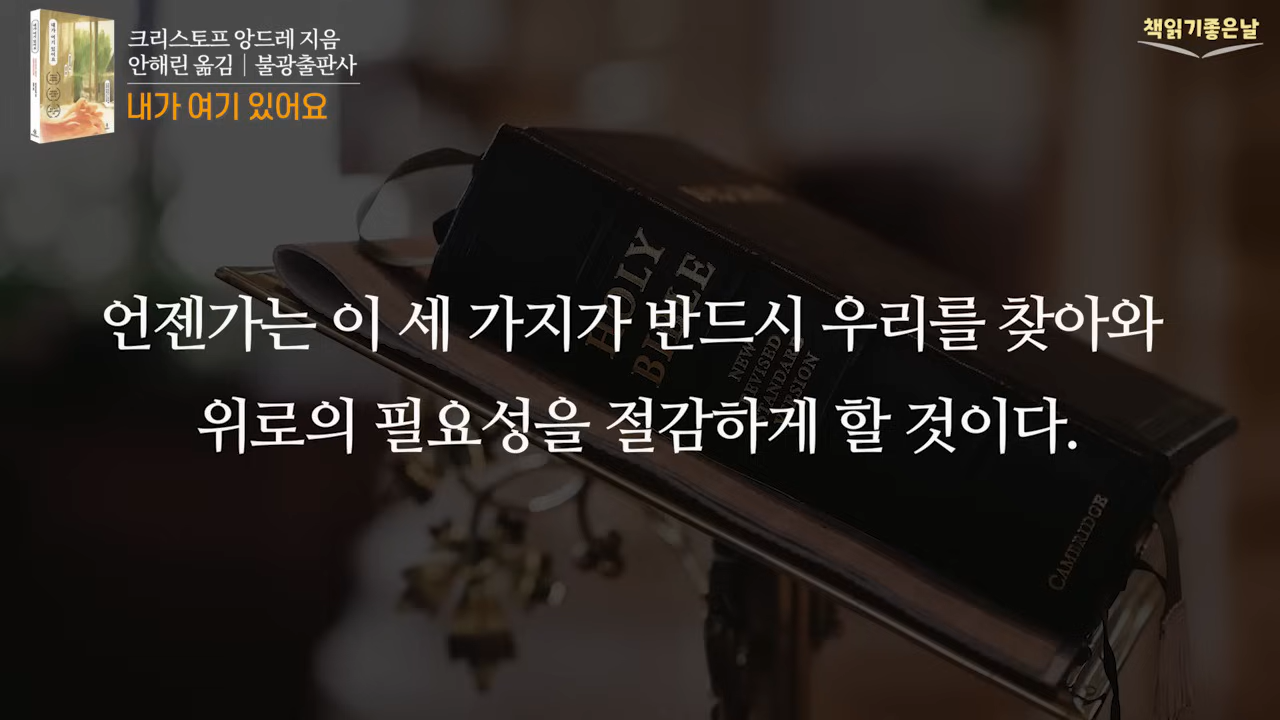 크리스토프 앙드레 지음
안해린 옮김 | 불광출판사
내가 여기 있어요
책읽기좋은날
언젠가는 이 세 가지가 반드시 우리를 찾아와
위로의 필요성을 절감하게 할 것이다.
HOLY
BIBLE
NEW
REVISED
STANDARD
VERSION
CAMBRIDGE